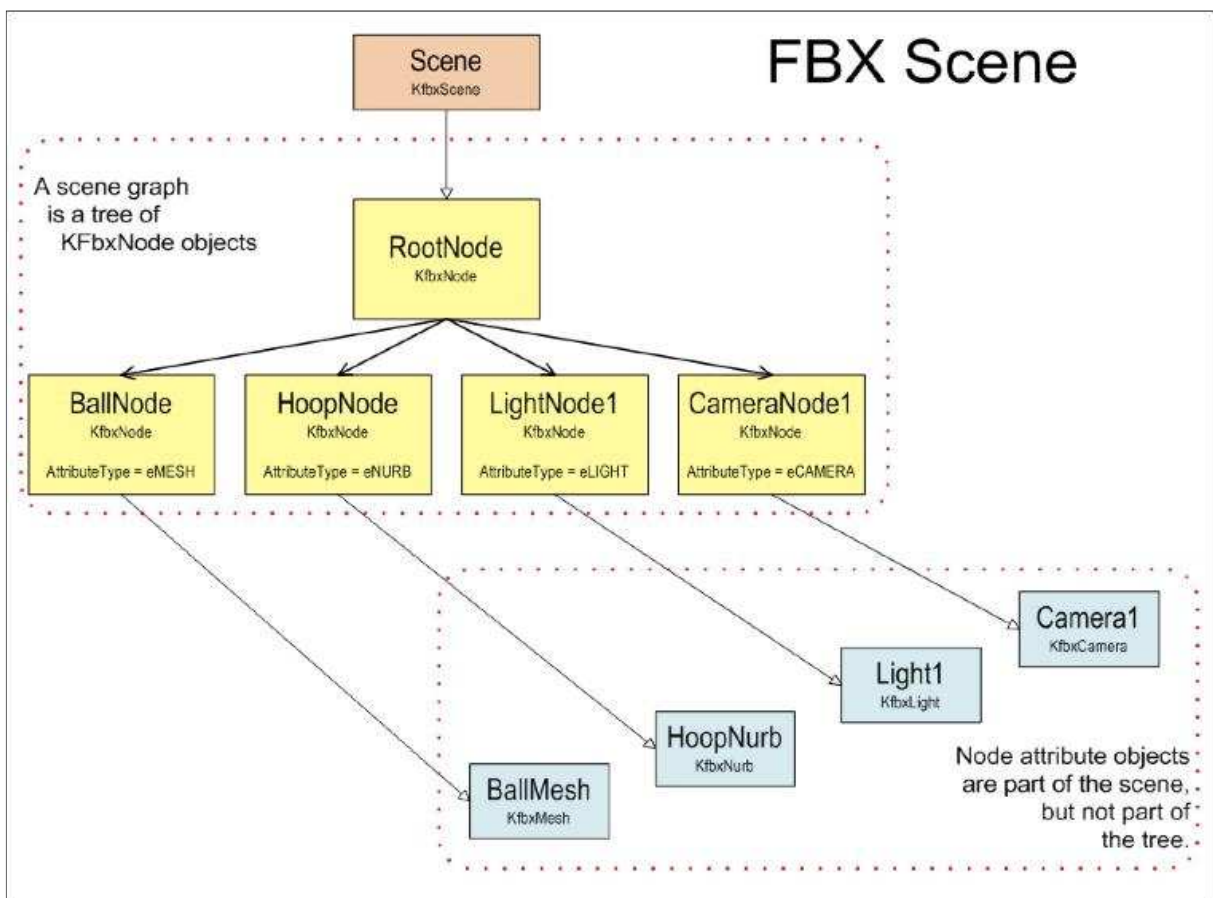 FBX Scene
Scene
KfbxScene
A scene graph
is a tree of
KFbxNode objects
RootNode
KfbxNode
BallNode
KfbxNode
AttributeType = eMESH
HoopNode
KfbxNode
AttributeType = eNURB
LightNode1
KfbxNode
AttributeType = eLIGHT
CameraNode1
KfbxNode
AttributeType = eCAMERA
Camera1
KfbxCamera
Light1
KfbxLight
HoopNurb
KfbxNurb
BallMesh
KfbxMesh
Node attribute objects
are part of the scene,
but not part of
the tree.